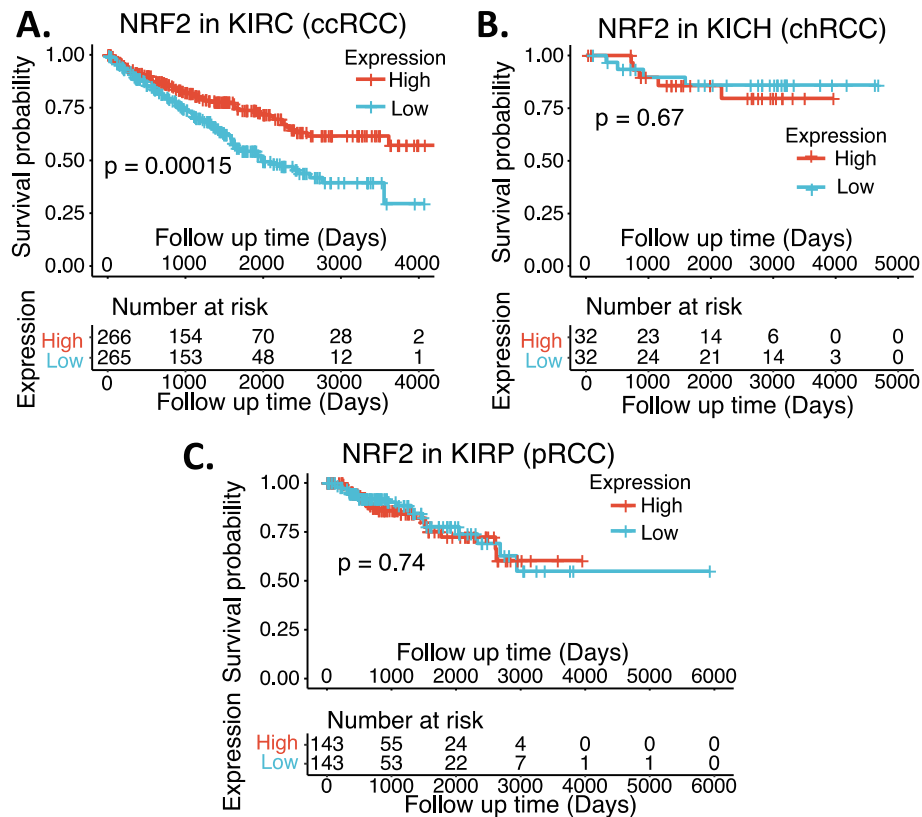 A.
NRF2 in KIRC (ccRCC)
Survival probability
1.00
0.75
0.50
0.25
0.00
Expression
High
Low
p = 0.00015
Follow up time (Days)
0 1000 2000 3000 4000
Number at risk
Expression
High 266 154 70 28 2
Low 265 153 48 12 1
0 1000 2000 3000 4000
Follow up time (Days)
B.
NRF2 in KICH (chRCC)
Survival probability
1.00
0.75
0.50
0.25
0.00
p = 0.67
Expression
High
Low
Follow up time (Days)
0 1000 2000 3000 4000 5000
Number at risk
Expression
High 32 23 14 6 0 0
Low 32 24 21 14 3 0
0 1000 2000 3000 4000 5000
Follow up time (Days)
C.
NRF2 in KIRP (pRCC)
Survival probability
1.00
0.75
0.50
0.25
0.00
Expression
High
Low
p = 0.74
Follow up time (Days)
0 1000 2000 3000 4000 5000 6000
Number at risk
Expression
High 143 55 24 4 0 0 0
Low 143 53 22 7 1 1 0
0 1000 2000 3000 4000 5000 6000
Follow up time (Days)